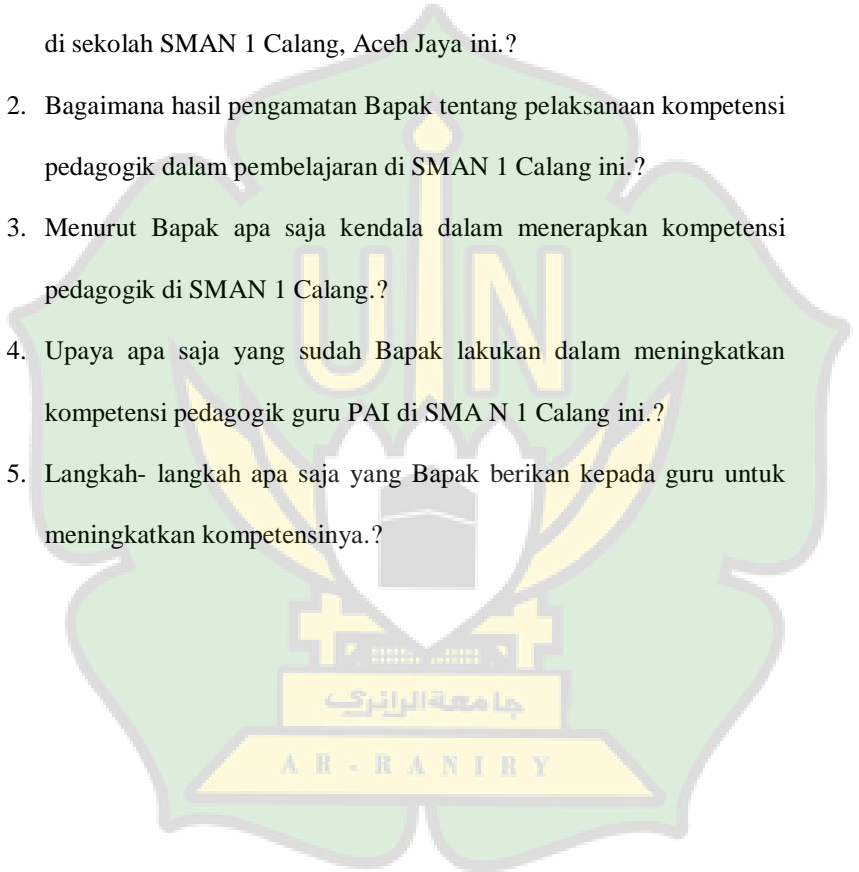 di sekolah SMAN 1 Calang, Aceh Jaya ini.?
2. Bagaimana hasil pengamatan Bapak tentang pelaksanaan kompetensi
pedagogik dalam pembelajaran di SMAN 1 Calang ini.?
3. Menurut Bapak apa saja kendala dalam menerapkan kompetensi
pedagogik di SMAN 1 Calang.?
4. Upaya apa saja yang sudah Bapak lakukan dalam meningkatkan
kompetensi pedagogik guru PAI di SMA N 1 Calang ini.?
5. Langkah- langkah apa saja yang Bapak berikan kepada guru untuk
meningkatkan kompetensinya.?
UIN
جامعة الرانري
AR-RANIRY